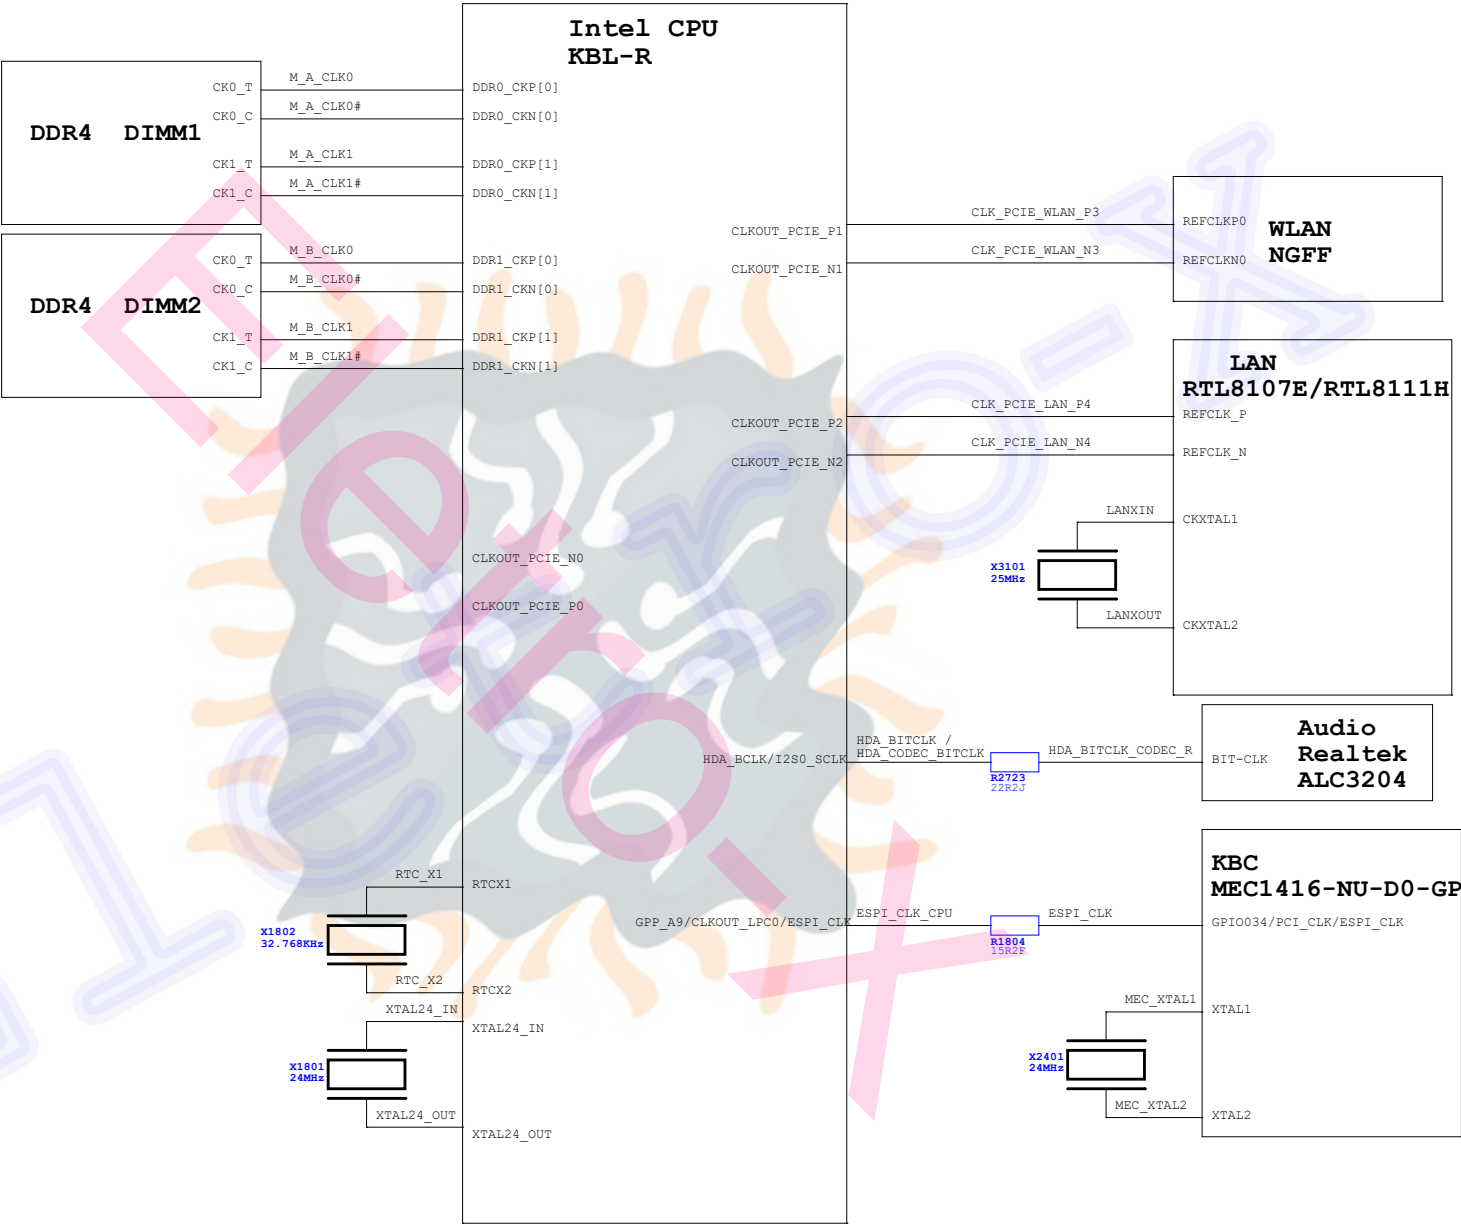 Intel CPU
KBL-R
DDR4 DIMM1
CK0_T
M_A_CLK0
DDR0_CKP[0]
CK0_C
M_A_CLK0#
DDR0_CKN[0]
CK1_T
M_A_CLK1
DDR0_CKP[1]
CK1_C
M_A_CLK1#
DDR0_CKN[1]
DDR4 DIMM2
CK0_T
M_B_CLK0
DDR1_CKP[0]
CK0_C
M_B_CLK0#
DDR1_CKN[0]
CK1_T
M_B_CLK1
DDR1_CKP[1]
CK1_C
M_B_CLK1#
DDR1_CKN[1]
CLKOUT_PCIE_P1
CLK_PCIE_WLAN_P3
REFCLKP0
CLKOUT_PCIE_N1
CLK_PCIE_WLAN_N3
REFCLKN0
WLAN
NGFF
LAN
RTL8107E/RTL8111H
CLKOUT_PCIE_P2
CLK_PCIE_LAN_P4
REFCLK_P
CLKOUT_PCIE_N2
CLK_PCIE_LAN_N4
REFCLK_N
LANXIN
CKXTAL1
X3101
25MHz
LANXOUT
CKXTAL2
CLKOUT_PCIE_N0
CLKOUT_PCIE_P0
Audio
Realtek
ALC3204
HDA_BCLK/I2S0_SCLK
HDA_BITCLK /
HDA_CODEC_BITCLK
R2723
22R2J
HDA_BITCLK_CODEC_R
BIT-CLK
KBC
MEC1416-NU-D0-GP
GPP_A9/CLKOUT_LPC0/ESPI_CLK
ESPI_CLK_CPU
R1804
15R2F
ESPI_CLK
GPIO034/PCI_CLK/ESPI_CLK
RTC_X1
RTCX1
X1802
32.768KHz
RTC_X2
RTCX2
XTAL24_IN
XTAL24_IN
X1801
24MHz
XTAL24_OUT
XTAL24_OUT
MEC_XTAL1
XTAL1
X2401
24MHz
MEC_XTAL2
XTAL2